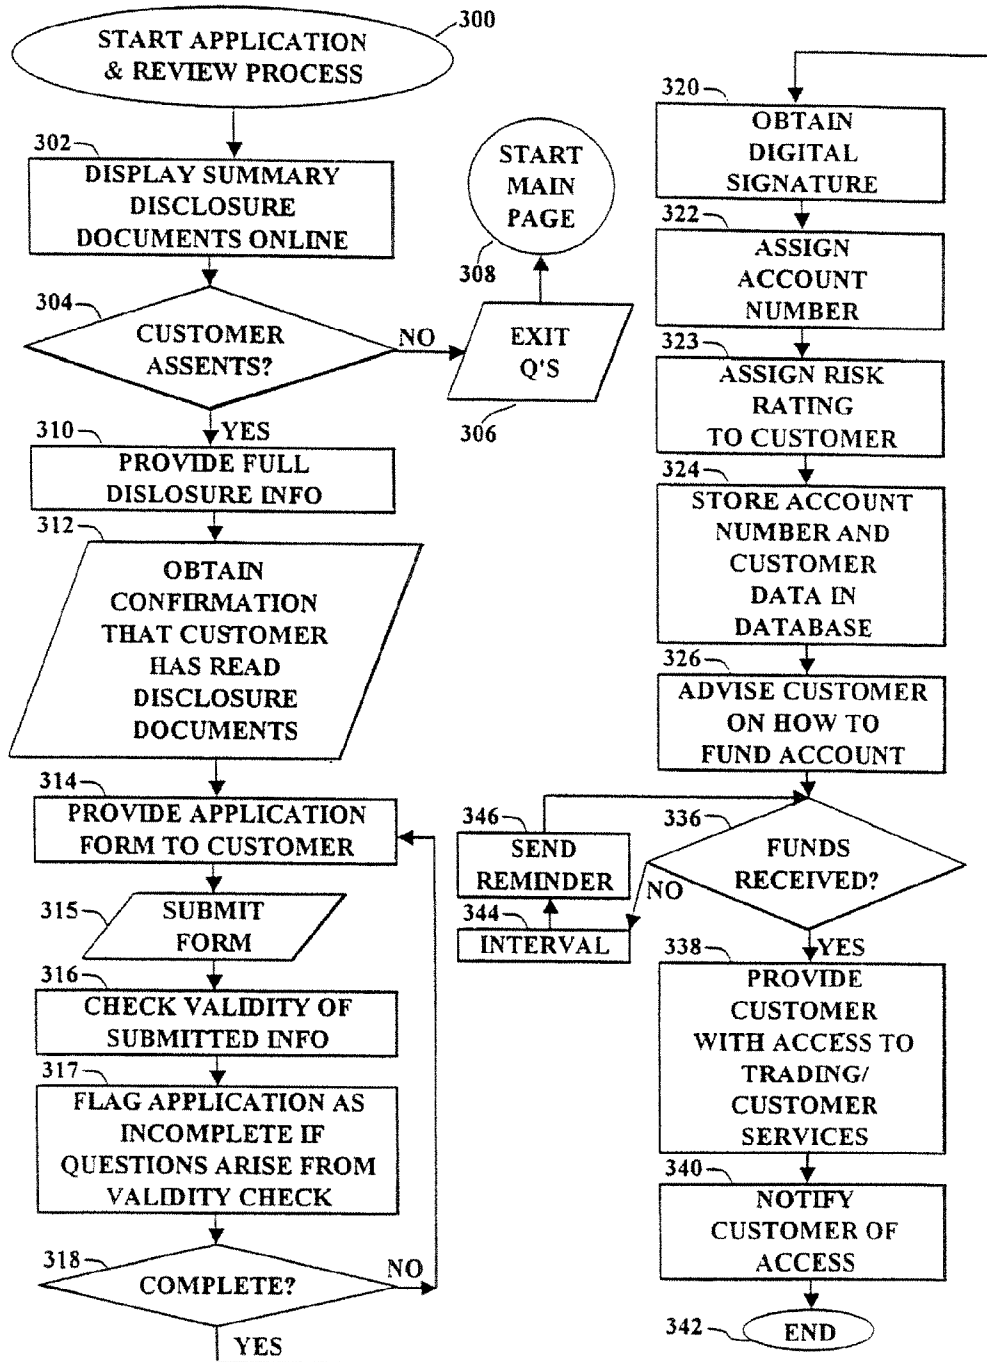 300
START APPLICATION
& REVIEW PROCESS
302
DISPLAY SUMMARY
DISCLOSURE
DOCUMENTS ONLINE
304
CUSTOMER
ASSENTS?
NO
EXIT
Q'S
306
START
MAIN
PAGE
308
YES
310
PROVIDE FULL
DISLOSURE INFO
312
OBTAIN
CONFIRMATION
THAT CUSTOMER
HAS READ
DISCLOSURE
DOCUMENTS
314
PROVIDE APPLICATION
FORM TO CUSTOMER
315
SUBMIT
FORM
316
CHECK VALIDITY OF
SUBMITTED INFO
317
FLAG APPLICATION AS
INCOMPLETE IF
QUESTIONS ARISE FROM
VALIDITY CHECK
318
COMPLETE?
NO
YES
320
OBTAIN
DIGITAL
SIGNATURE
322
ASSIGN
ACCOUNT
NUMBER
323
ASSIGN RISK
RATING
TO CUSTOMER
324
STORE ACCOUNT
NUMBER AND
CUSTOMER
DATA IN
DATABASE
326
ADVISE CUSTOMER
ON HOW TO
FUND ACCOUNT
336
FUNDS
RECEIVED?
NO
344
INTERVAL
346
SEND
REMINDER
YES
338
PROVIDE
CUSTOMER
WITH ACCESS TO
TRADING/
CUSTOMER
SERVICES
340
NOTIFY
CUSTOMER OF
ACCESS
342
END